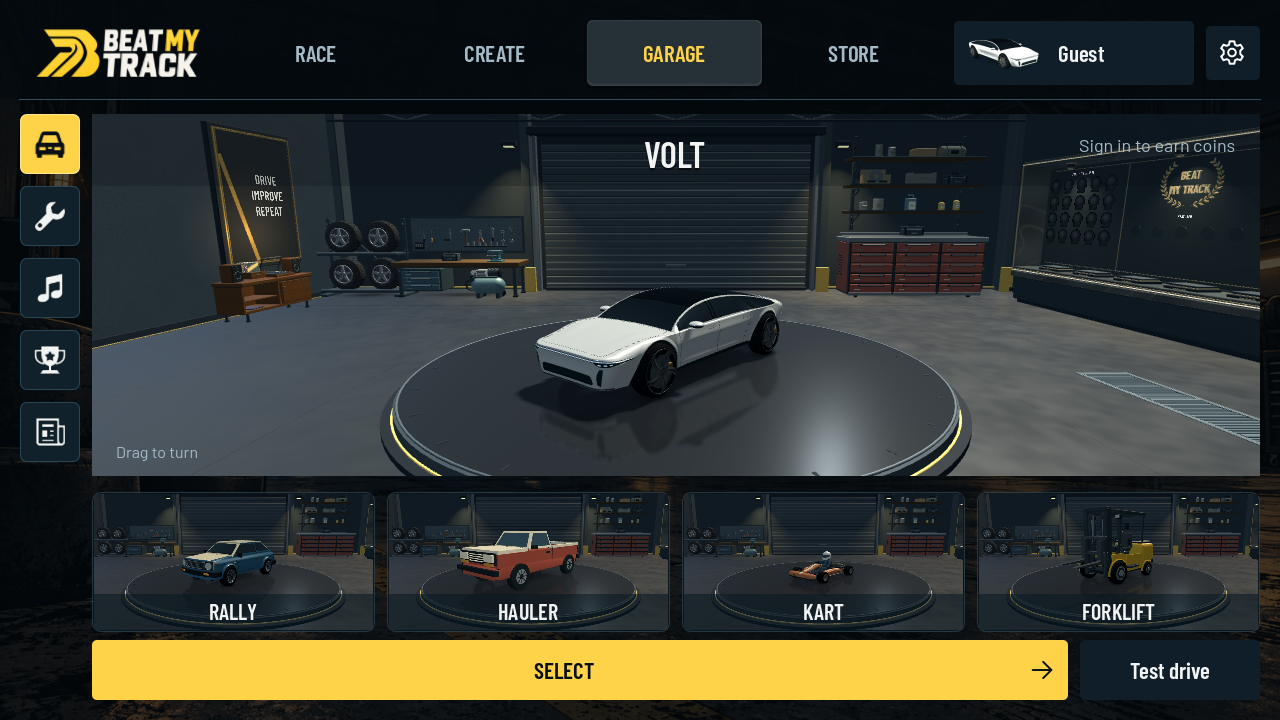 BEAT MY
TRACK
RACE
CREATE
GARAGE
STORE
Guest
VOLT
Sign in to earn coins
DRIVE
IMPROVE
REPEAT
BEAT
MY TRACK
Drag to turn
RALLY
HAULER
KART
FORKLIFT
SELECT
Test drive